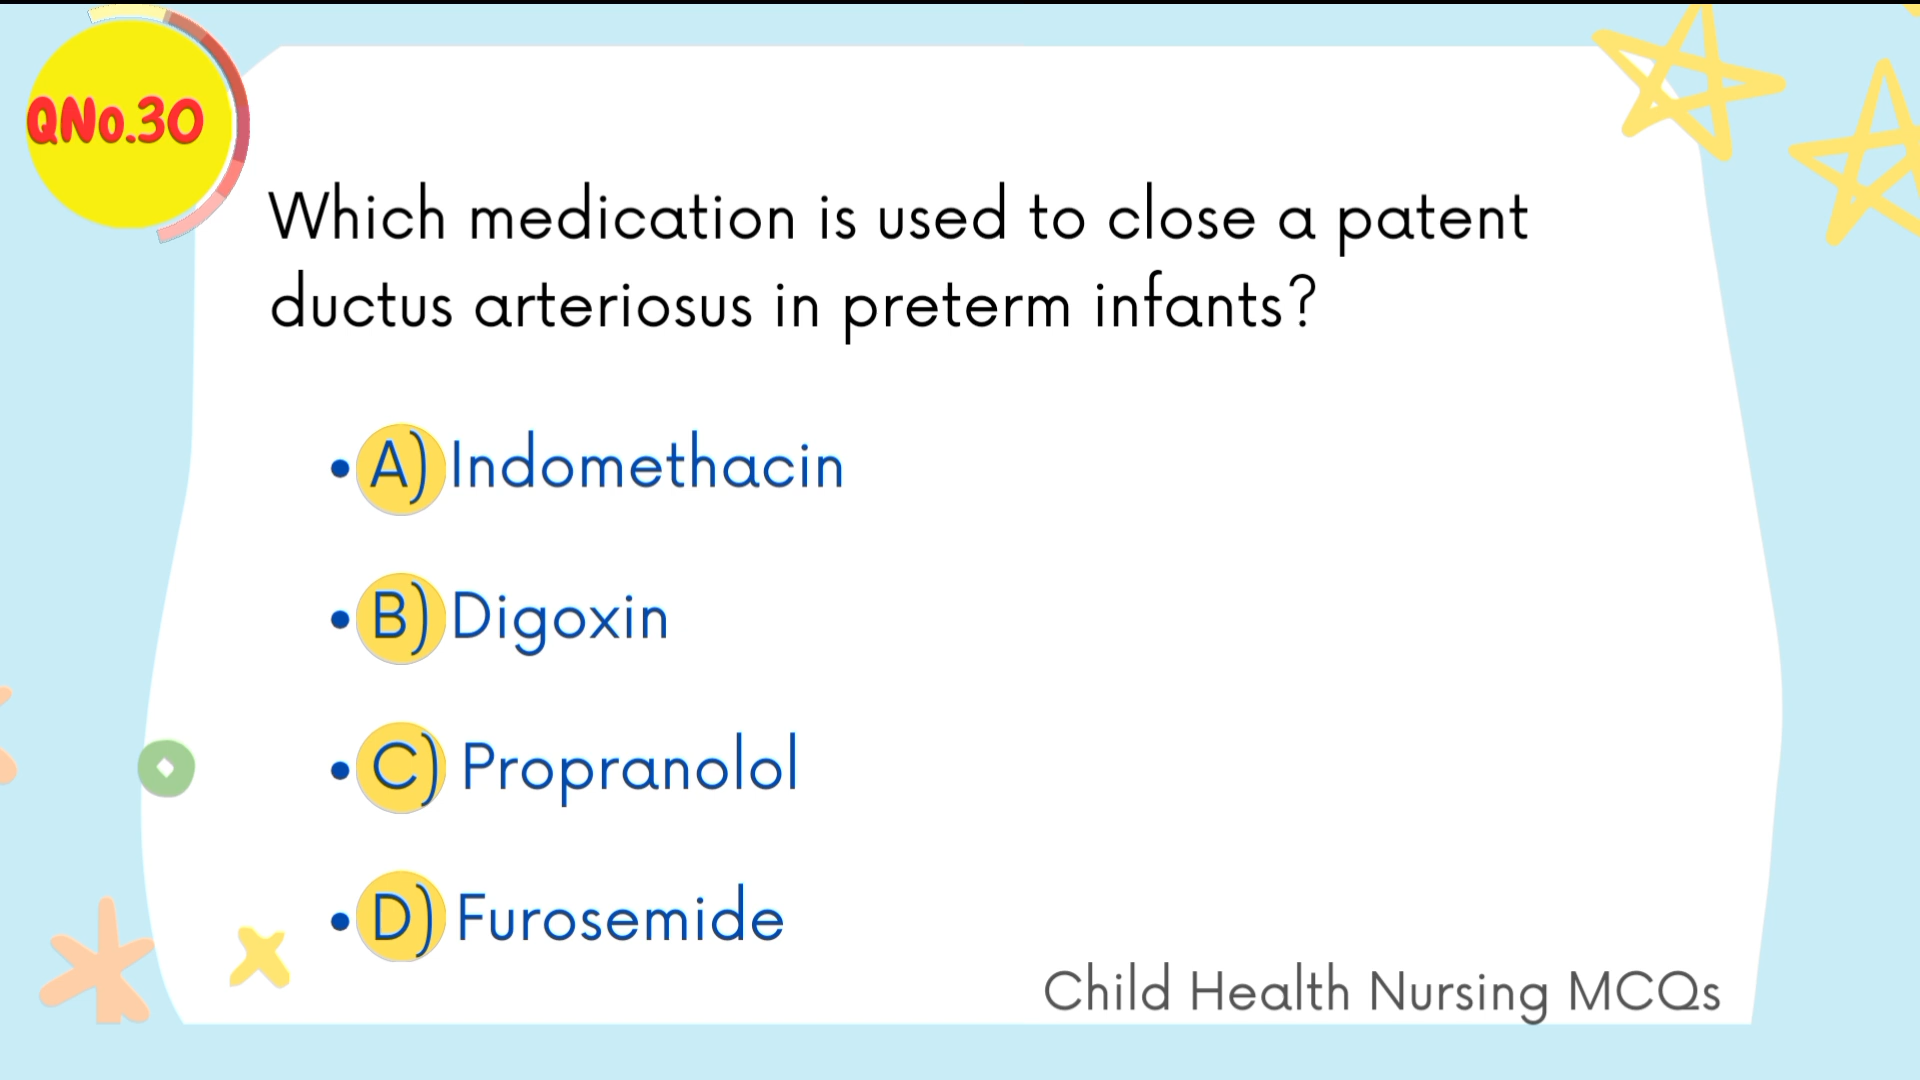 QNo.30
Which medication is used to close a patent
ductus arteriosus in preterm infants?
• A) Indomethacin
• B) Digoxin
• C) Propranolol
• D) Furosemide
Child Health Nursing MCQs